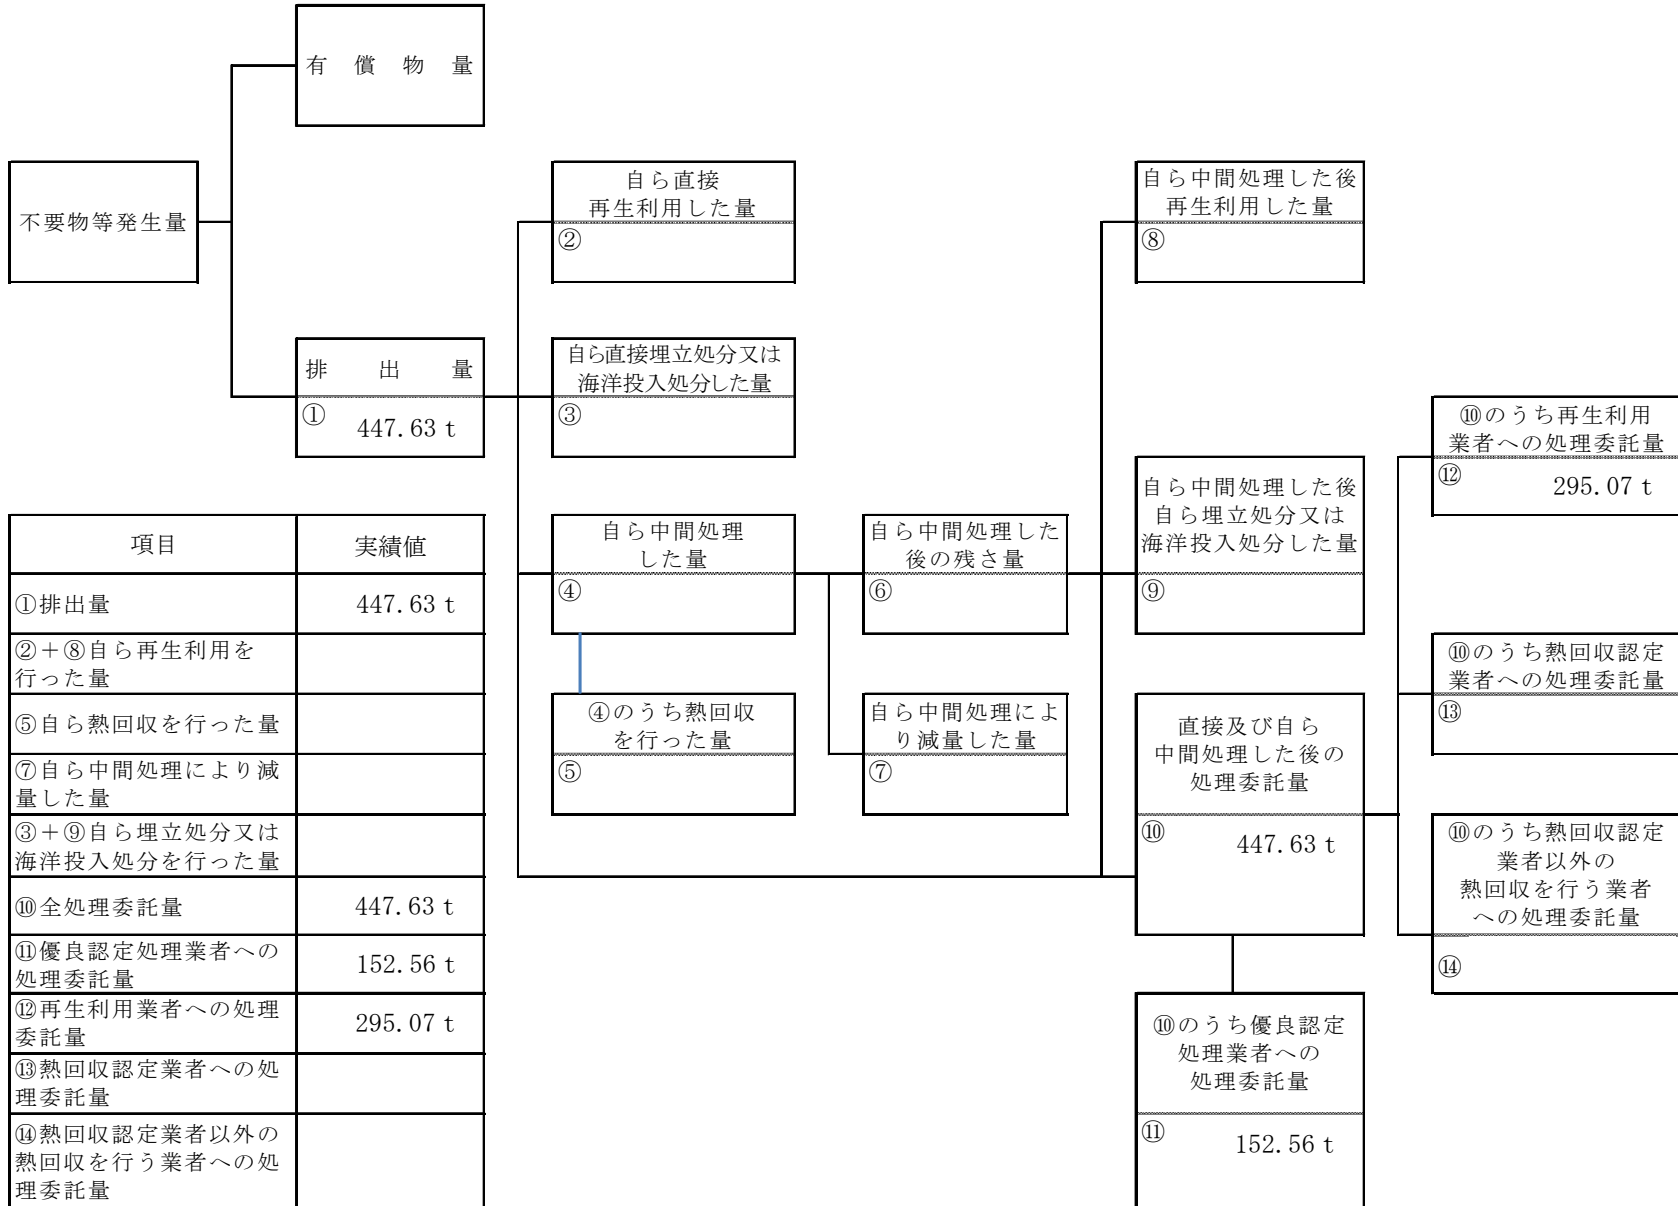 有償物量
不要物等発生量
自ら直接
再生利用した量
②
自ら中間処理した後
再生利用した量
⑧
排出量
① 447.63 t
自ら直接埋立処分又は
海洋投入処分した量
③
⑩のうち再生利用
業者への処理委託量
⑫ 295.07 t
自ら中間処理した後
自ら埋立処分又は
海洋投入処分した量
⑨
自ら中間処理
した量
④
自ら中間処理した
後の残さ量
⑥
⑩のうち熱回収認定
業者への処理委託量
⑬
④のうち熱回収
を行った量
⑤
自ら中間処理によ
り減量した量
⑦
直接及び自ら
中間処理した後の
処理委託量
⑩ 447.63 t
⑩のうち熱回収認定
業者以外の
熱回収を行う業者
への処理委託量
⑭
⑩のうち優良認定
処理業者への
処理委託量
⑪ 152.56 t
項目 実績値
①排出量 447.63 t
②＋⑧自ら再生利用を
行った量
⑤自ら熱回収を行った量
⑦自ら中間処理により減
量した量
③＋⑨自ら埋立処分又は
海洋投入処分を行った量
⑩全処理委託量 447.63 t
⑪優良認定処理業者への
処理委託量 152.56 t
⑫再生利用業者への処理
委託量 295.07 t
⑬熱回収認定業者への処
理委託量
⑭熱回収認定業者以外の
熱回収を行う業者への処
理委託量